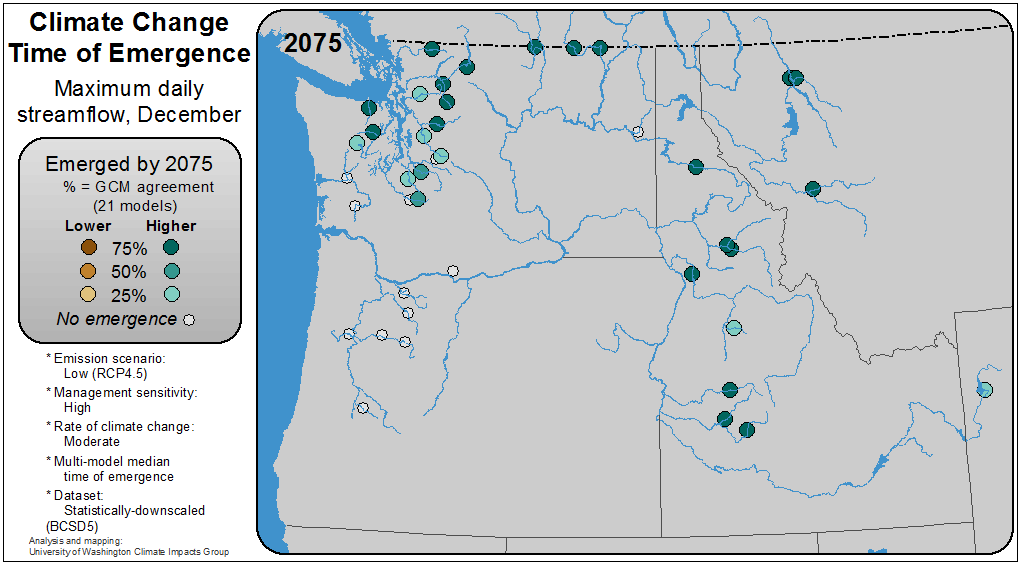 Climate Change
Time of Emergence
Maximum daily
streamflow, December
2075
Emerged by 2075
% = GCM agreement
(21 models)
Lower Higher
75%
50%
25%
No emergence
* Emission scenario:
Low (RCP4.5)
* Management sensitivity:
High
* Rate of climate change:
Moderate
* Multi-model median
time of emergence
* Dataset:
Statistically-downscaled
(BCSD5)
Analysis and mapping:
University of Washington Climate Impacts Group